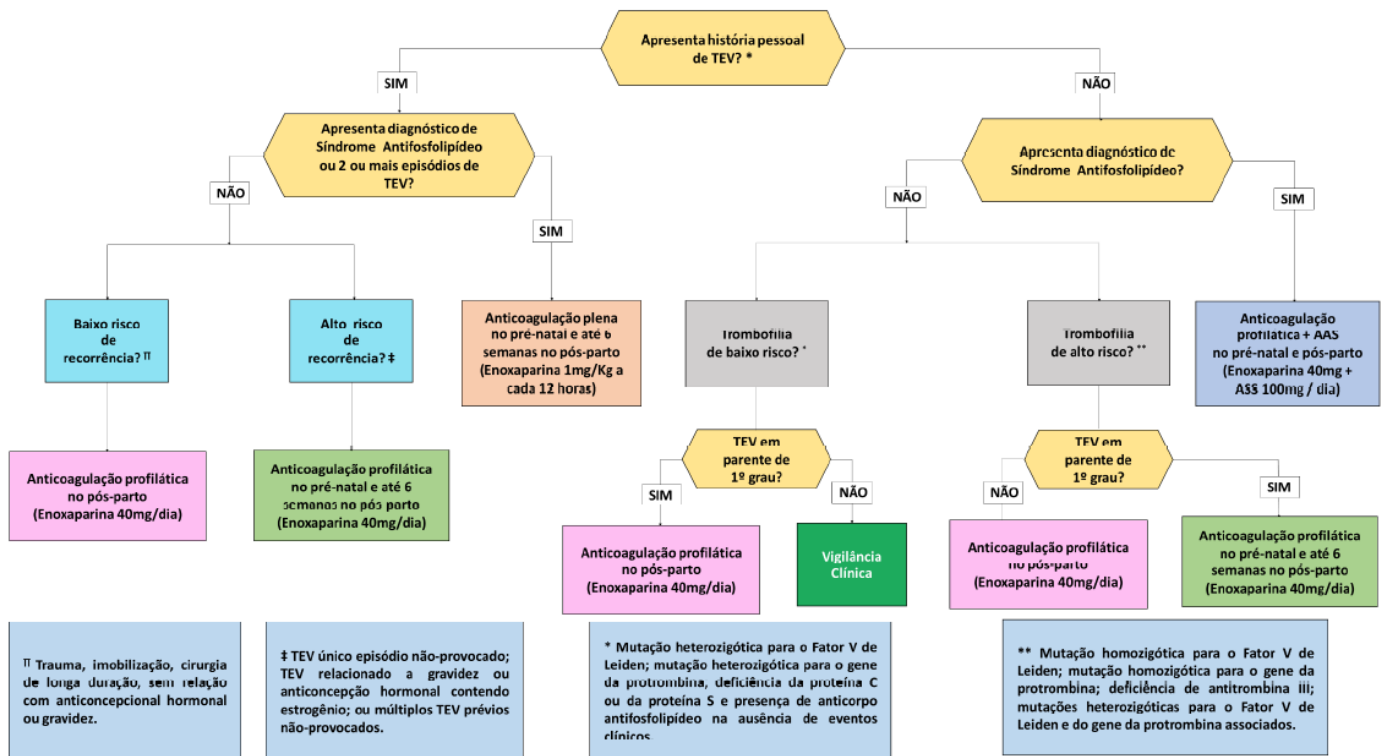 Apresenta história pessoal
de TEV? *
SIM
NÃO
Apresenta diagnóstico de
Síndrome Antifosfolipídeo
ou 2 ou mais episódios de
TEV?
Apresenta diagnóstico de
Síndrome Antifosfolipídeo?
NÃO
SIM
NÃO
SIM
Baixo risco
de
recorrência? π
Alto risco
de
recorrência? ‡
Anticoagulação plena
no pré-natal e até 6
semanas no pós-parto
(Enoxaparina 1mg/Kg a
cada 12 horas)
Trombofilia
de baixo risco? *
Trombofilia
de alto risco? **
Anticoagulação
profilática + AAS
no pré-natal e pós-parto
(Enoxaparina 40mg +
ASS 100mg / dia)
Anticoagulação profilática
no pós-parto
(Enoxaparina 40mg/dia)
Anticoagulação profilática
no pré-natal e até 6
semanas no pós parto
(Enoxaparina 40mg/dia)
TEV em
parente de
1º grau?
SIM
NÃO
TEV em
parente de
1º grau?
NÃO
SIM
Anticoagulação profilática
no pós-parto
(Enoxaparina 40mg/dia)
Vigilância
Clínica
Anticoagulação profilática
no pós-parto
(Enoxaparina 40mg/dia)
Anticoagulação profilática
no pré-natal e até 6
semanas no pós-parto
(Enoxaparina 40mg/dia)
π Trauma, imobilização, cirurgia
de longa duração, sem relação
com anticoncepcional hormonal
ou gravidez.
‡ TEV único episódio não-provocado;
TEV relacionado a gravidez ou
anticoncepção hormonal contendo
estrogênio; ou múltiplos TEV prévios
não-provocados.
* Mutação heterozigótica para o Fator V de
Leiden; mutação heterozigótica para o gene
da protrombina, deficiência da proteína C
ou da proteína S e presença de anticorpo
antifosfolipídeo na ausência de eventos
clínicos.
** Mutação homozigótica para o Fator V de
Leiden; mutação homozigótica para o gene da
protrombina; deficiência de antitrombina III;
mutações heterozigóticas para o Fator V de
Leiden e do gene da protrombina associados.